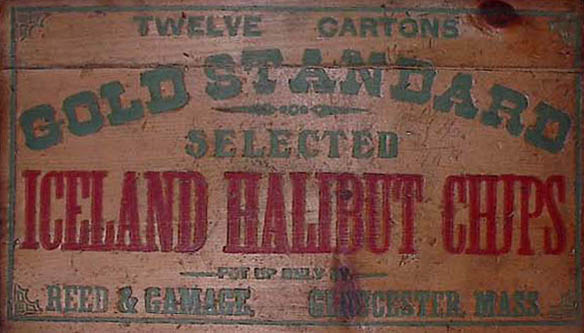 TWELVE CARTONS
GOLD STANDARD
SELECTED
ICELAND HALIBUT CHIPS
PUT UP ONLY BY
REED & GAMAGE, GLOUCESTER, MASS.